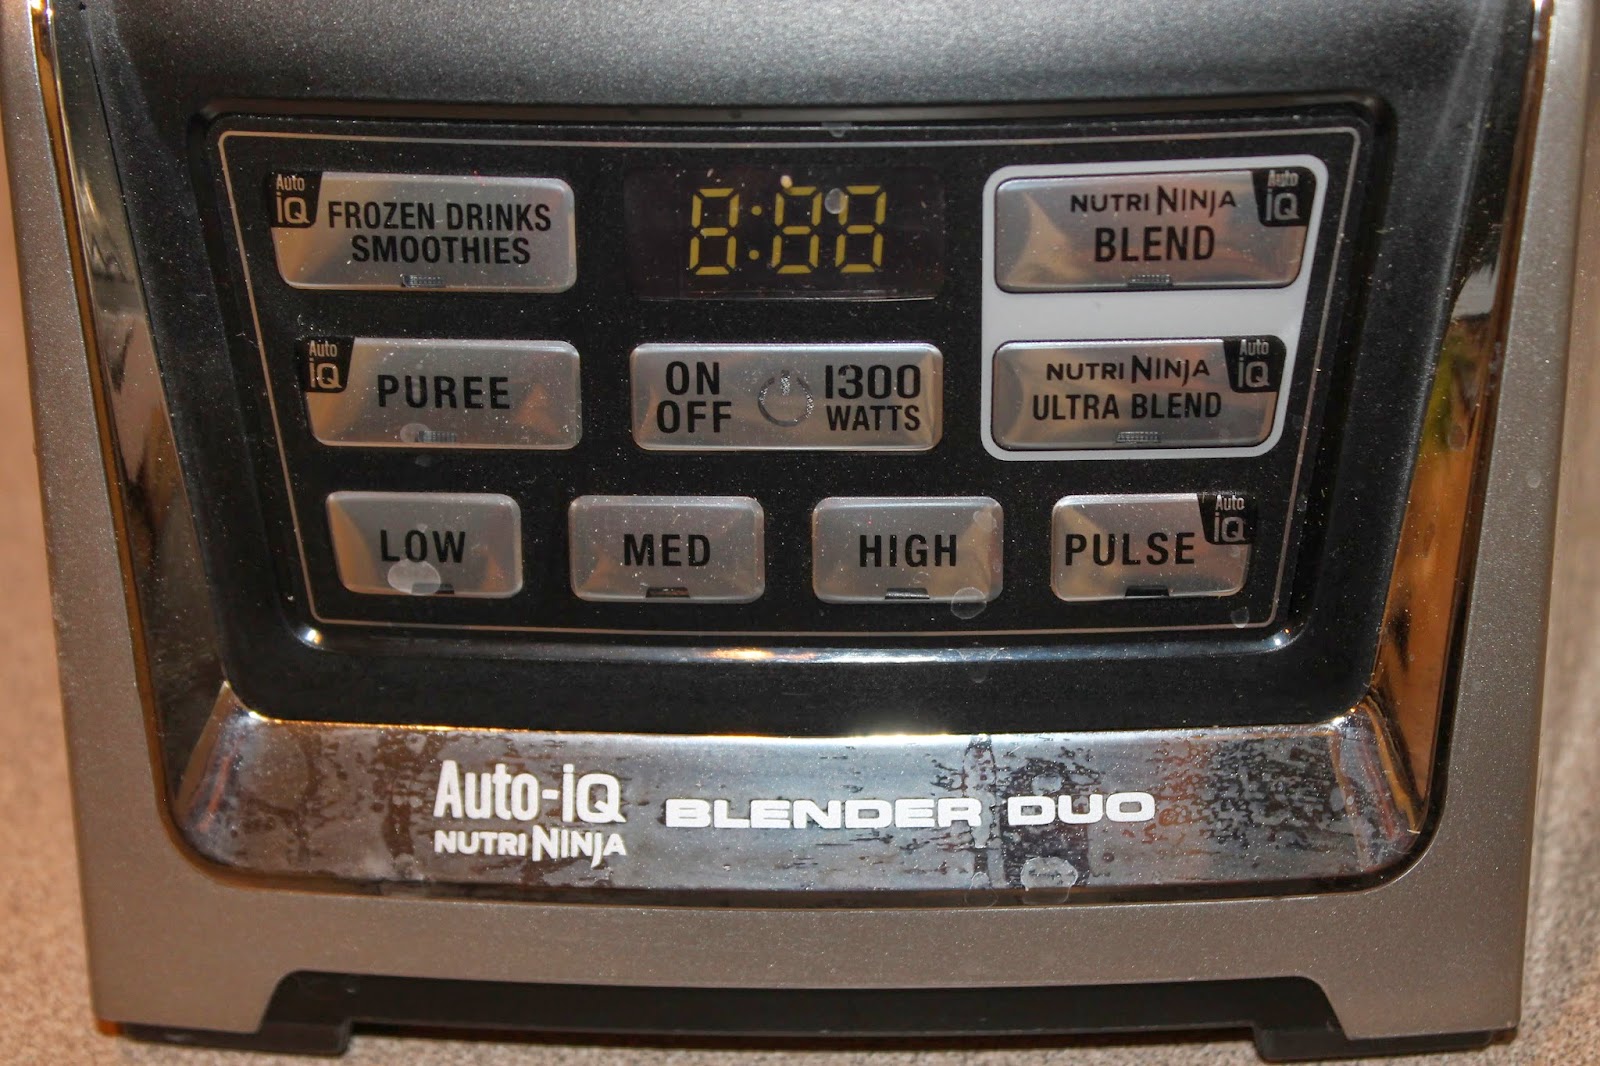 Auto
iQ
FROZEN DRINKS
SMOOTHIES
8:88
NUTRI NINJA
BLEND
Auto
iQ
Auto
iQ
PUREE
ON
OFF
1300
WATTS
NUTRI NINJA
ULTRA BLEND
Auto
iQ
LOW
MED
HIGH
PULSE
Auto
iQ
Auto-iQ
NUTRI NINJA
BLENDER DUO